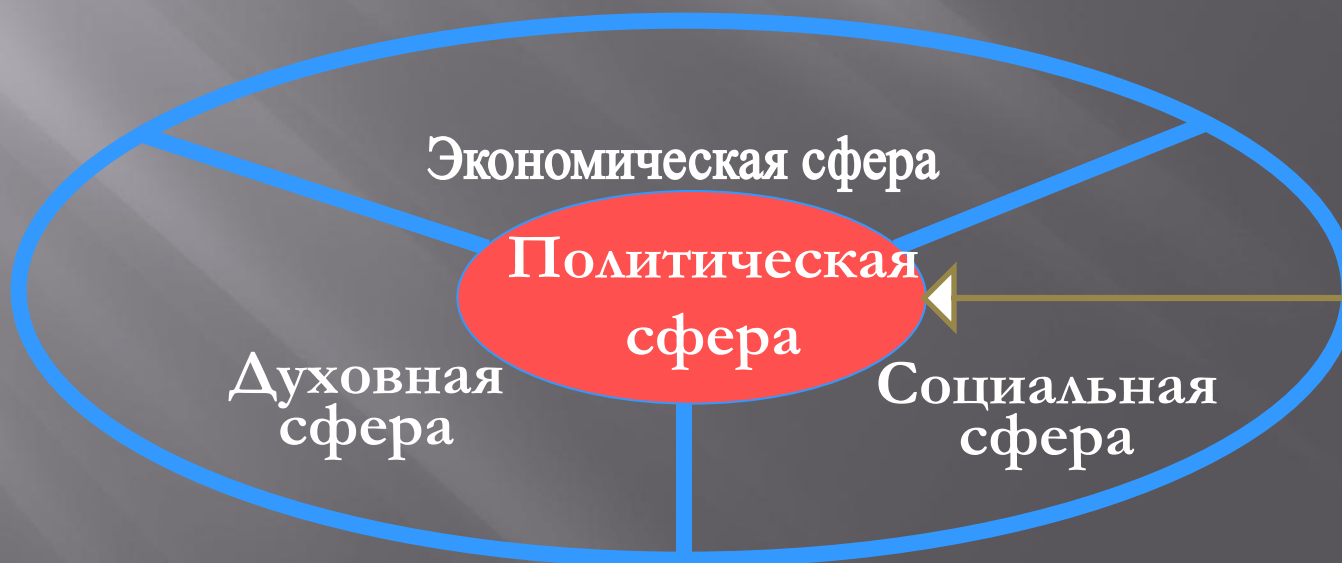 Экономическая сфера
Политическая
сфера
Духовная
сфера
Социальная
сфера